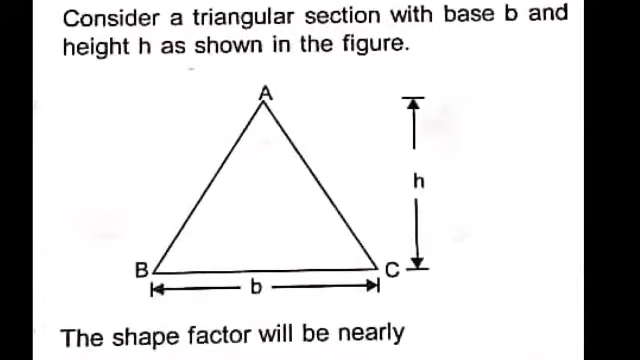 Consider a triangular section with base b and
height h as shown in the figure.
A
h
B
C
b
The shape factor will be nearly